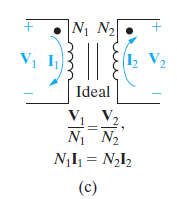 + N₁ N₂ +
V₁ I₁ I₂ V₂
– Ideal –
V₁/N₁ = V₂/N₂,
N₁I₁ = N₂I₂
(c)